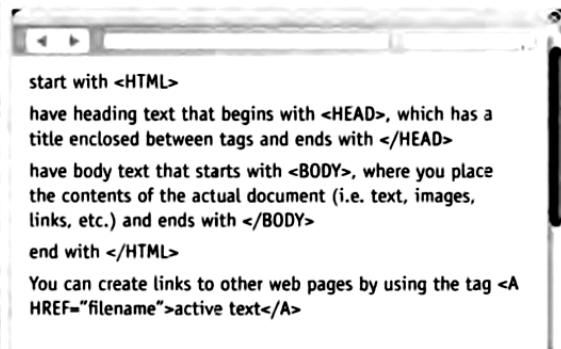 start with <HTML>
have heading text that begins with <HEAD>, which has a
title enclosed between tags and ends with </HEAD>
have body text that starts with <BODY>, where you place
the contents of the actual document (i.e. text, images,
links, etc.) and ends with </BODY>
end with </HTML>
You can create links to other web pages by using the tag <A
HREF="filename">active text</A>